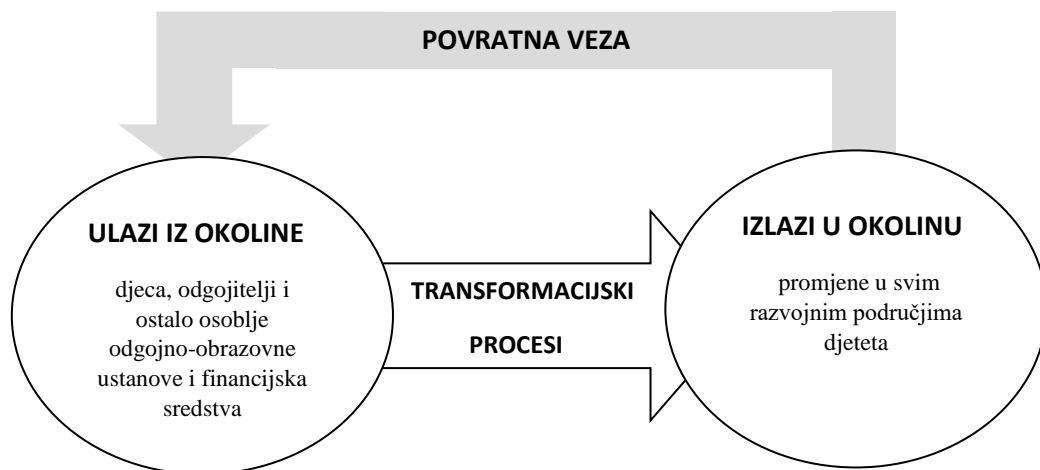 POVRATNA VEZA
ULAZI IZ OKOLINE
djeca, odgojitelji i
ostalo osoblje
odgojno-obrazovne
ustanove i financijska
sredstva
TRANSFORMACIJSKI
PROCESI
IZLAZI U OKOLINU
promjene u svim
razvojnim područjima
djeteta